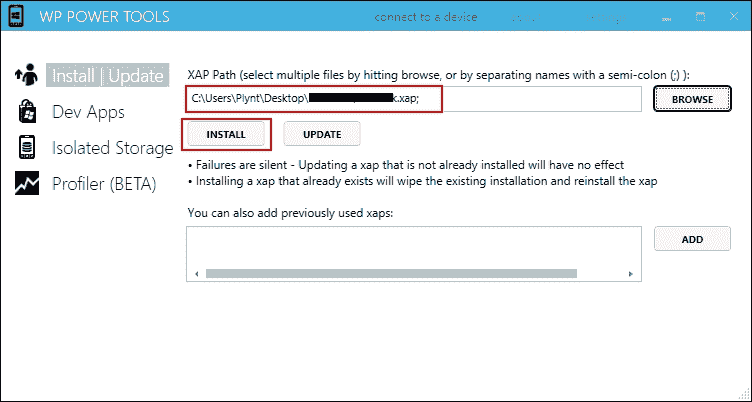 WP POWER TOOLS
connect to a device
Install | Update
Dev Apps
Isolated Storage
Profiler (BETA)
XAP Path (select multiple files by hitting browse, or by separating names with a semi-colon (;) ):
C:\Users\Plynt\Desktop\ k.xap;
BROWSE
INSTALL
UPDATE
• Failures are silent - Updating a xap that is not already installed will have no effect
• Installing a xap that already exists will wipe the existing installation and reinstall the xap
You can also add previously used xaps:
ADD